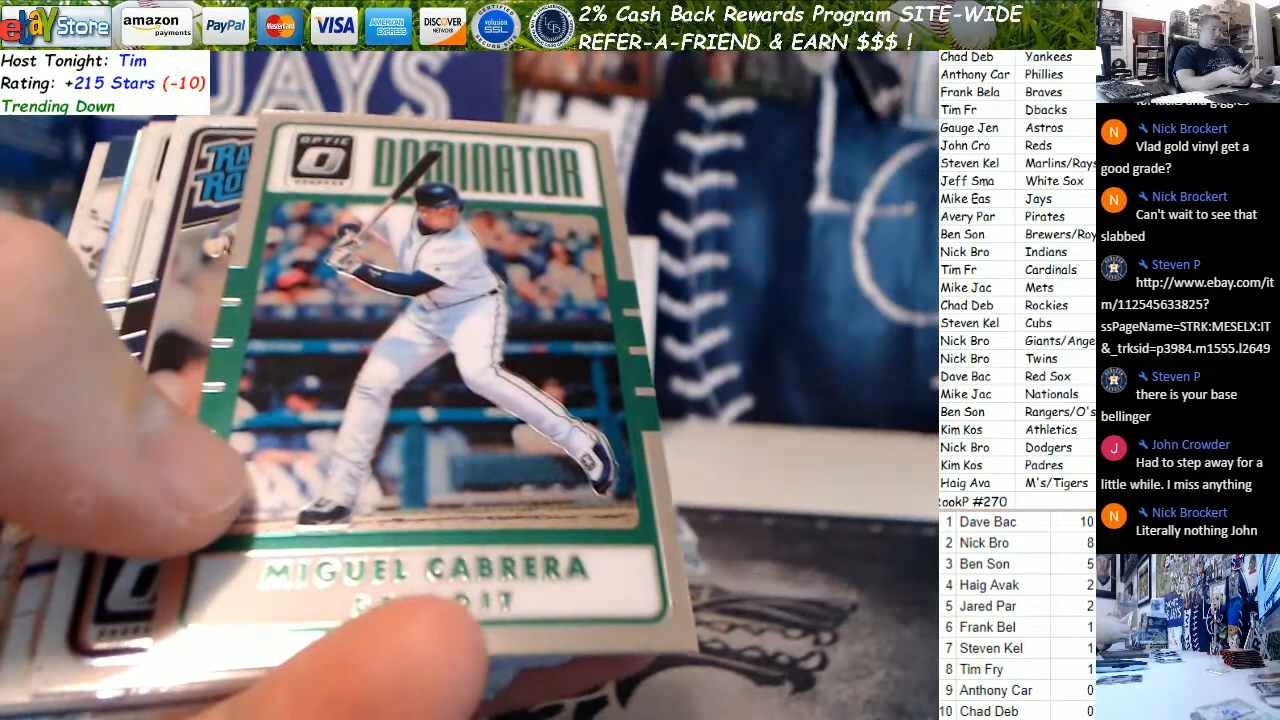 ebay Store
amazon payments
PayPal
MasterCard
VISA
AMERICAN EXPRESS
DISCOVER NETWORK
CERTIFIED
volusion
SSL
SECURE SITE
2% Cash Back Rewards Program SITE-WIDE
REFER-A-FRIEND & EARN $$$ !
Host Tonight: Tim
Rating: +215 Stars (-10)
Trending Down
JAYS
OPTIC
DOMINATOR
MIGUEL CABRERA
Chad Deb Yankees
Anthony Car Phillies
Frank Bela Braves
Tim Fr Dbacks
Gauge Jen Astros
John Cro Reds
Steven Kel Marlins/Rays
Jeff Sma White Sox
Mike Eas Jays
Avery Par Pirates
Ben Son Brewers/Roy
Nick Bro Indians
Tim Fr Cardinals
Mike Jac Mets
Chad Deb Rockies
Steven Kel Cubs
Nick Bro Giants/Ange
Nick Bro Twins
Dave Bac Red Sox
Mike Jac Nationals
Ben Son Rangers/O's
Kim Kos Athletics
Nick Bro Dodgers
Kim Kos Padres
Haig Ava M's/Tigers
RookP #270
1 Dave Bac 10
2 Nick Bro 8
3 Ben Son 5
4 Haig Avak 2
5 Jared Par 2
6 Frank Bel 1
7 Steven Kel 1
8 Tim Fry 1
9 Anthony Car 0
10 Chad Deb 0
N Nick Brockert
Vlad gold vinyl get a
good grade?
N Nick Brockert
Can't wait to see that
slabbed
Steven P
http://www.ebay.com/it
m/112545633825?
ssPageName=STRK:MESELX:IT
&_trksid=p3984.m1555.l2649
Steven P
there is your base
bellinger
J John Crowder
Had to step away for a
little while. I miss anything
N Nick Brockert
Literally nothing John